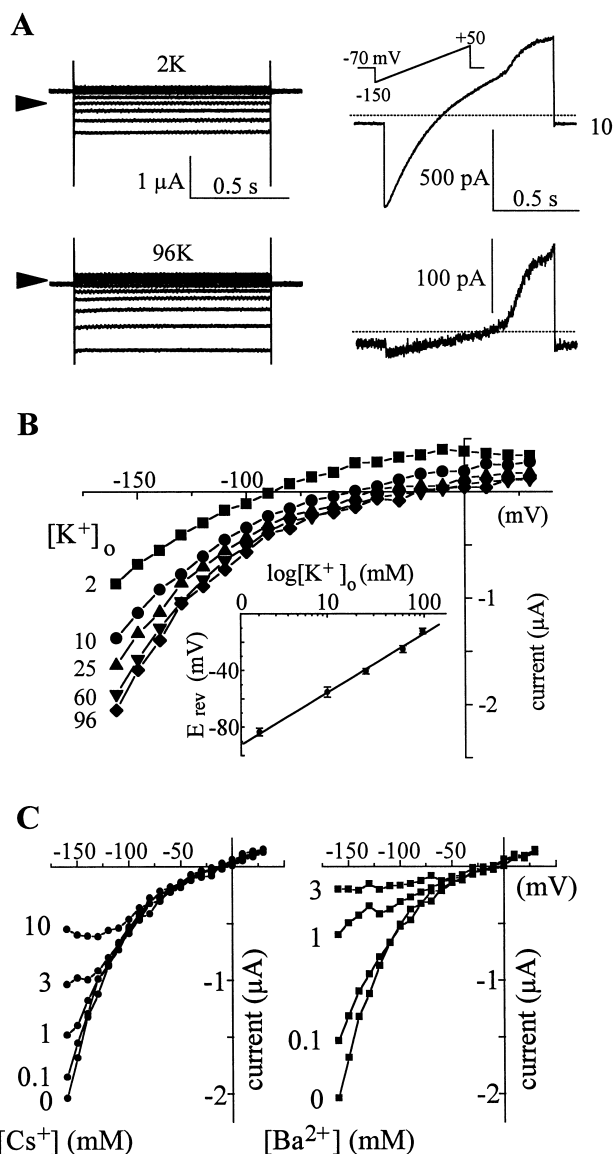 A
2K
1 μA
0.5 s
-70 mV
+50
-150
10
500 pA
0.5 s
96K
100 pA
B
-150
-100
(mV)
[K⁺]o
2
10
25
60
96
log[K⁺]o(mM)
0
10
100
-40
-80
E rev (mV)
-1
-2
current (μA)
C
-150
-100
-50
10
3
1
0.1
0
-1
-2
current (μA)
[Cs⁺] (mM)
-150
-100
-50
(mV)
3
1
0.1
0
-1
-2
current (μA)
[Ba²⁺] (mM)